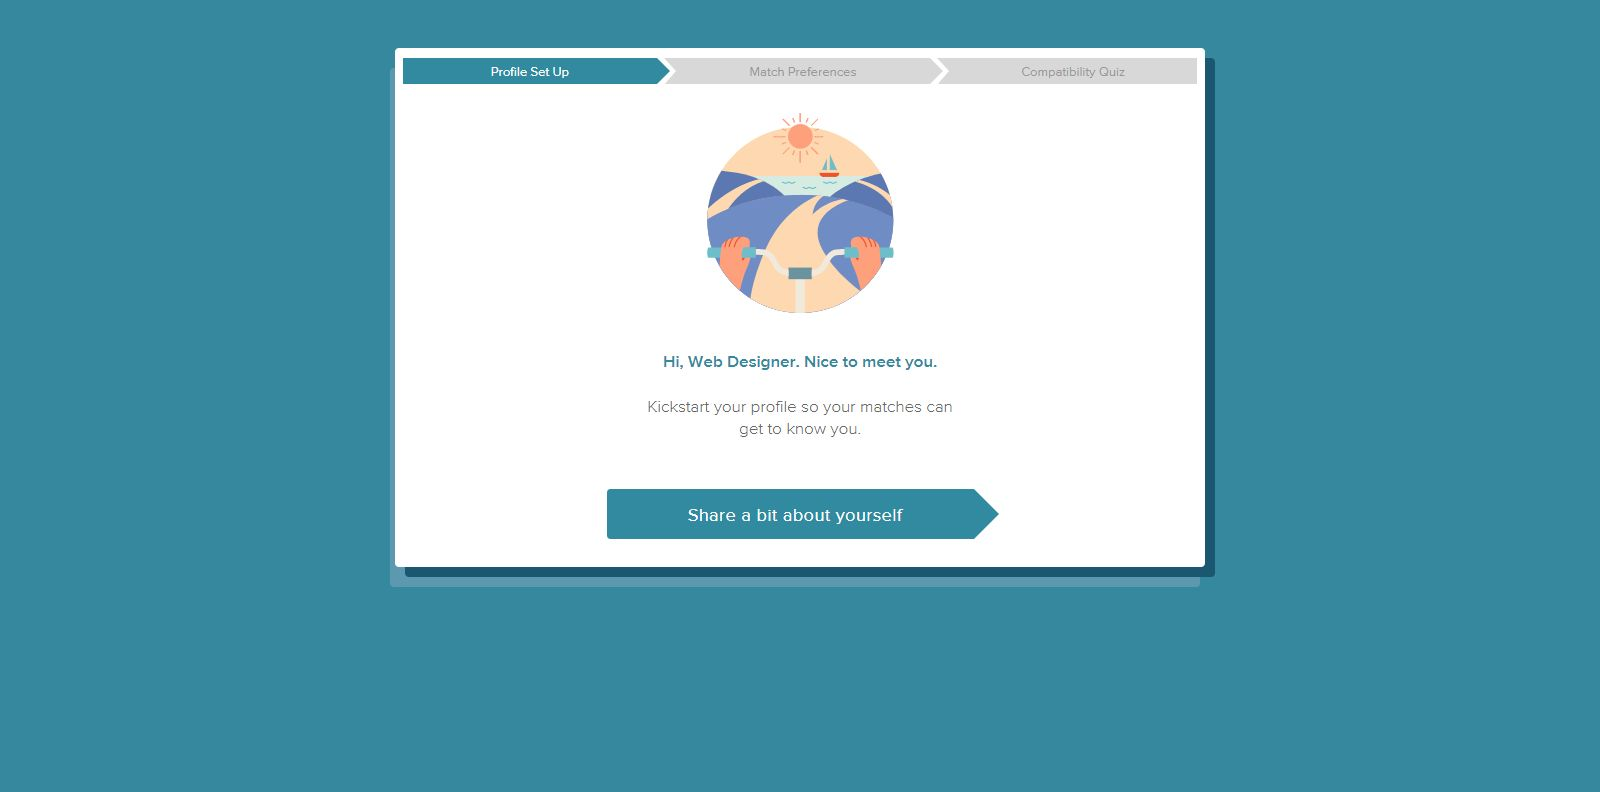 Profile Set Up
Match Preferences
Compatibility Quiz
Hi, Web Designer. Nice to meet you.
Kickstart your profile so your matches can
get to know you.
Share a bit about yourself